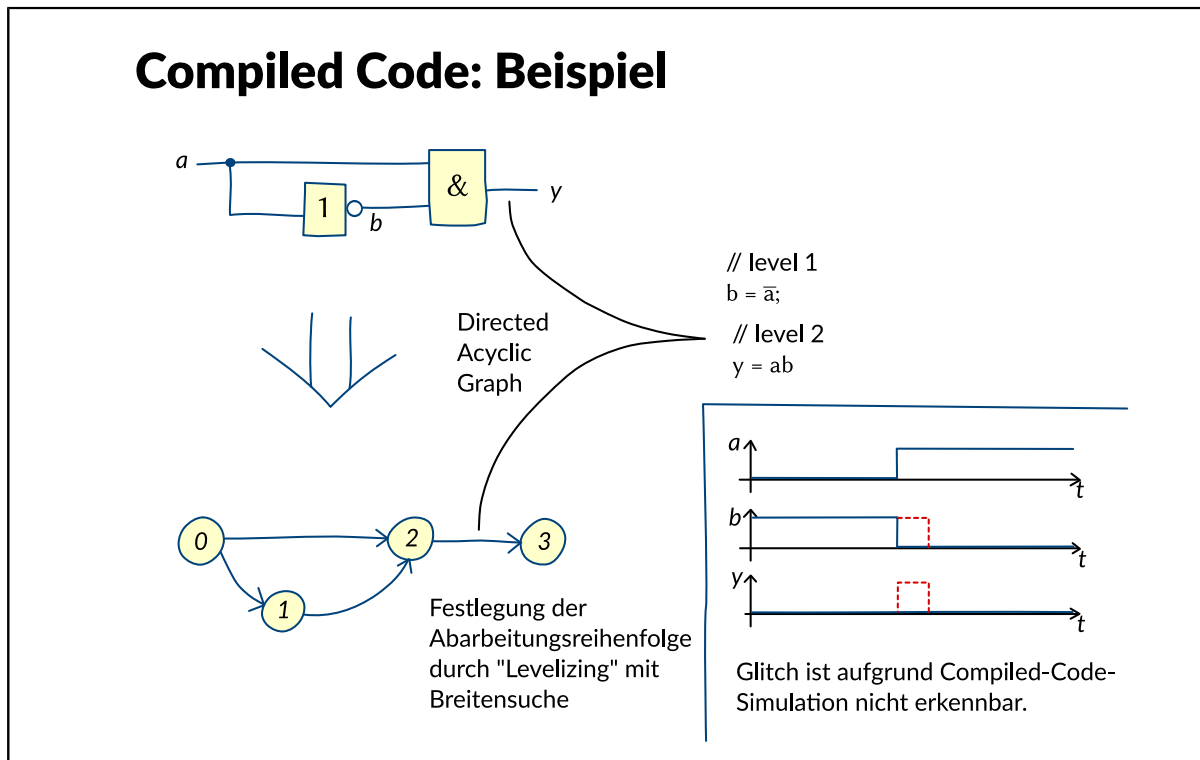 Compiled Code: Beispiel
a
1
b
&
y
// level 1
b = a̅;
// level 2
y = ab
Directed
Acyclic
Graph
0
1
2
3
Festlegung der
Abarbeitungsreihenfolge
durch "Levelizing" mit
Breitensuche
a
t
b
t
y
t
Glitch ist aufgrund Compiled-Code-
Simulation nicht erkennbar.